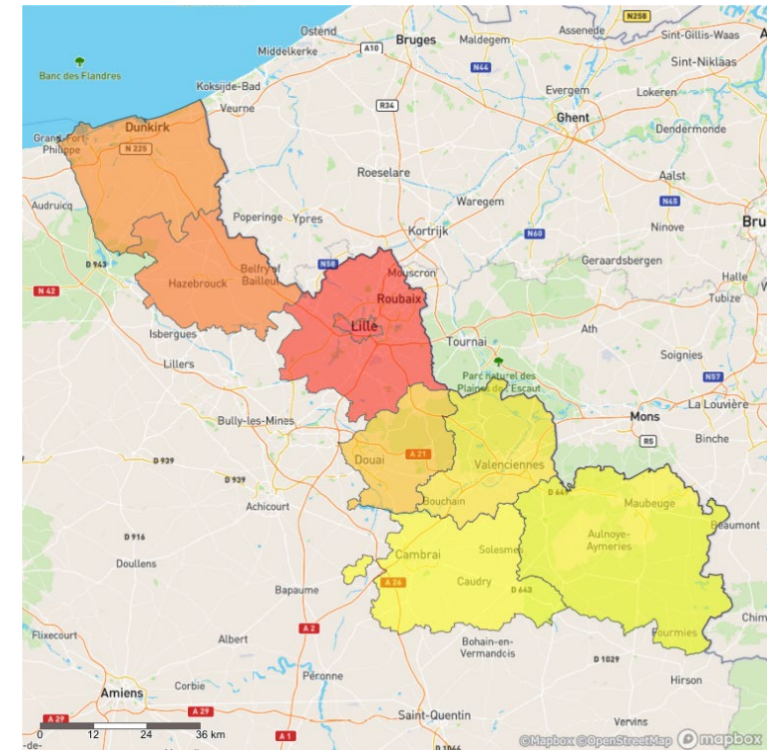 N258
Ostend
Assenede
Sint-Gillis-Waas
A
Bruges
Maldegem
A10
Middelkerke
Sint-Niklaas
N44
Banc des Flandres
Koksijde-Bad
Evergem
Lokeren
Veurne
R34
Ghent
Grand-Fort-
Philippe
Dunkirk
Dendermonde
N 225
Roeselare
Aalst
Audruicq
Waregem
N45
Poperinge
Ypres
Bru
Kortrijk
N60
Ninove
D 943
Belfry of
Bailleul
N58
Geraardsbergen
Hazebrouck
Mouscron
Halle
N 42
Roubaix
Tubize
W
Lille
Isbergues
Tournai
Ath
Lillers
Soignies
Parc naturel des
Plaines de l'Escaut
N57
La Louvière
Bully-les-Mines
Mons
R5
Binche
Douai
A 21
D 939
Valenciennes
D 939
D 649
Bouchain
Maubeuge
Achicourt
Beaumont
D 916
Aulnoye-
Aymeries
Cambrai
Solesmes
Doullens
Caudry
A 26
D 643
Bapaume
Chim
A 2
Flixecourt
Albert
Fourmies
Bohain-en-
Vermandois
D 1029
Hirson
Péronne
Corbie
Amiens
A 29
A 29
Saint-Quentin
Vervins
0 12 24 36 km
A 1
D 1044
-de-
©Mapbox ©OpenStreetMap
mapbox